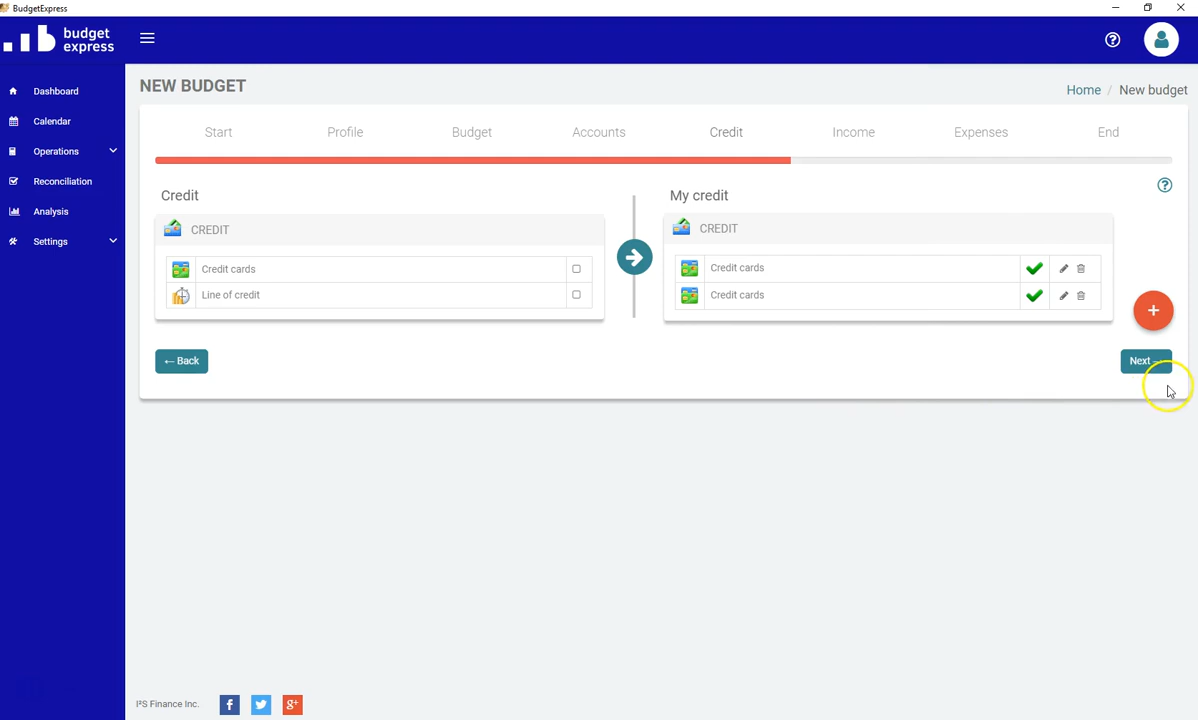 BudgetExpress
budget
express
Dashboard
Calendar
Operations
Reconciliation
Analysis
Settings
NEW BUDGET
Home / New budget
Start Profile Budget Accounts Credit Income Expenses End
Credit
CREDIT
Credit cards
Line of credit
My credit
CREDIT
Credit cards
Credit cards
← Back
Next →
I²S Finance Inc.